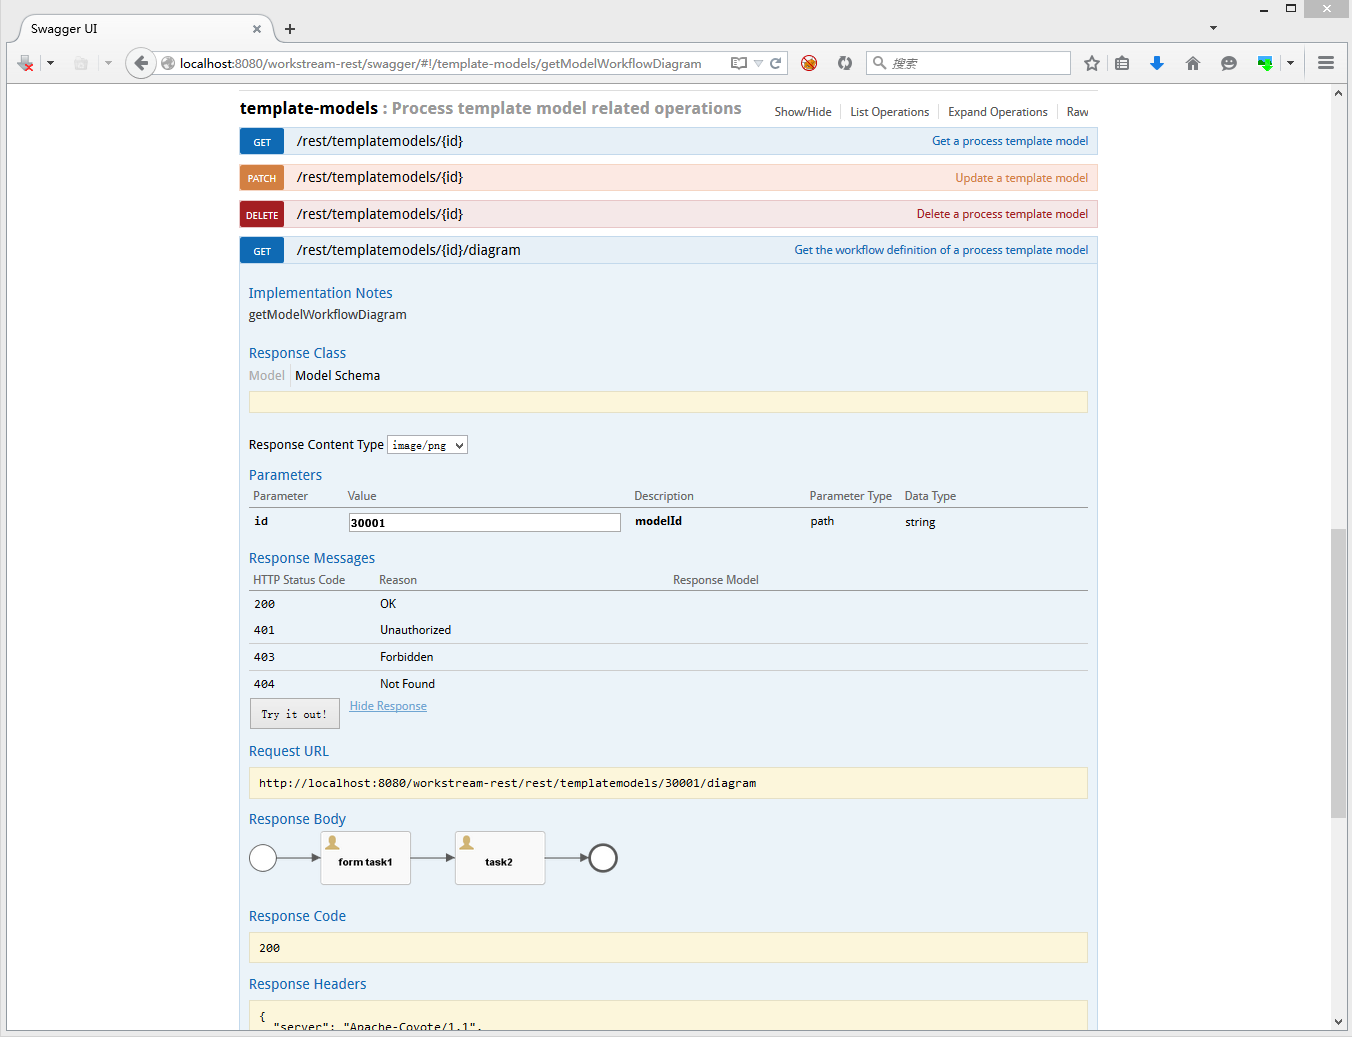 Swagger UI
localhost:8080/workstream-rest/swagger/#!/template-models/getModelWorkflowDiagram
搜索
template-models : Process template model related operations
Show/Hide List Operations Expand Operations Raw
GET /rest/templatemodels/{id} Get a process template model
PATCH /rest/templatemodels/{id} Update a template model
DELETE /rest/templatemodels/{id} Delete a process template model
GET /rest/templatemodels/{id}/diagram Get the workflow definition of a process template model
Implementation Notes
getModelWorkflowDiagram
Response Class
Model Model Schema
Response Content Type image/png
Parameters
Parameter Value Description Parameter Type Data Type
id 30001 modelId path string
Response Messages
HTTP Status Code Reason Response Model
200 OK
401 Unauthorized
403 Forbidden
404 Not Found
Try it out! Hide Response
Request URL
http://localhost:8080/workstream-rest/rest/templatemodels/30001/diagram
Response Body
form task1 task2
Response Code
200
Response Headers
{
"server": "Apache-Coyote/1.1",